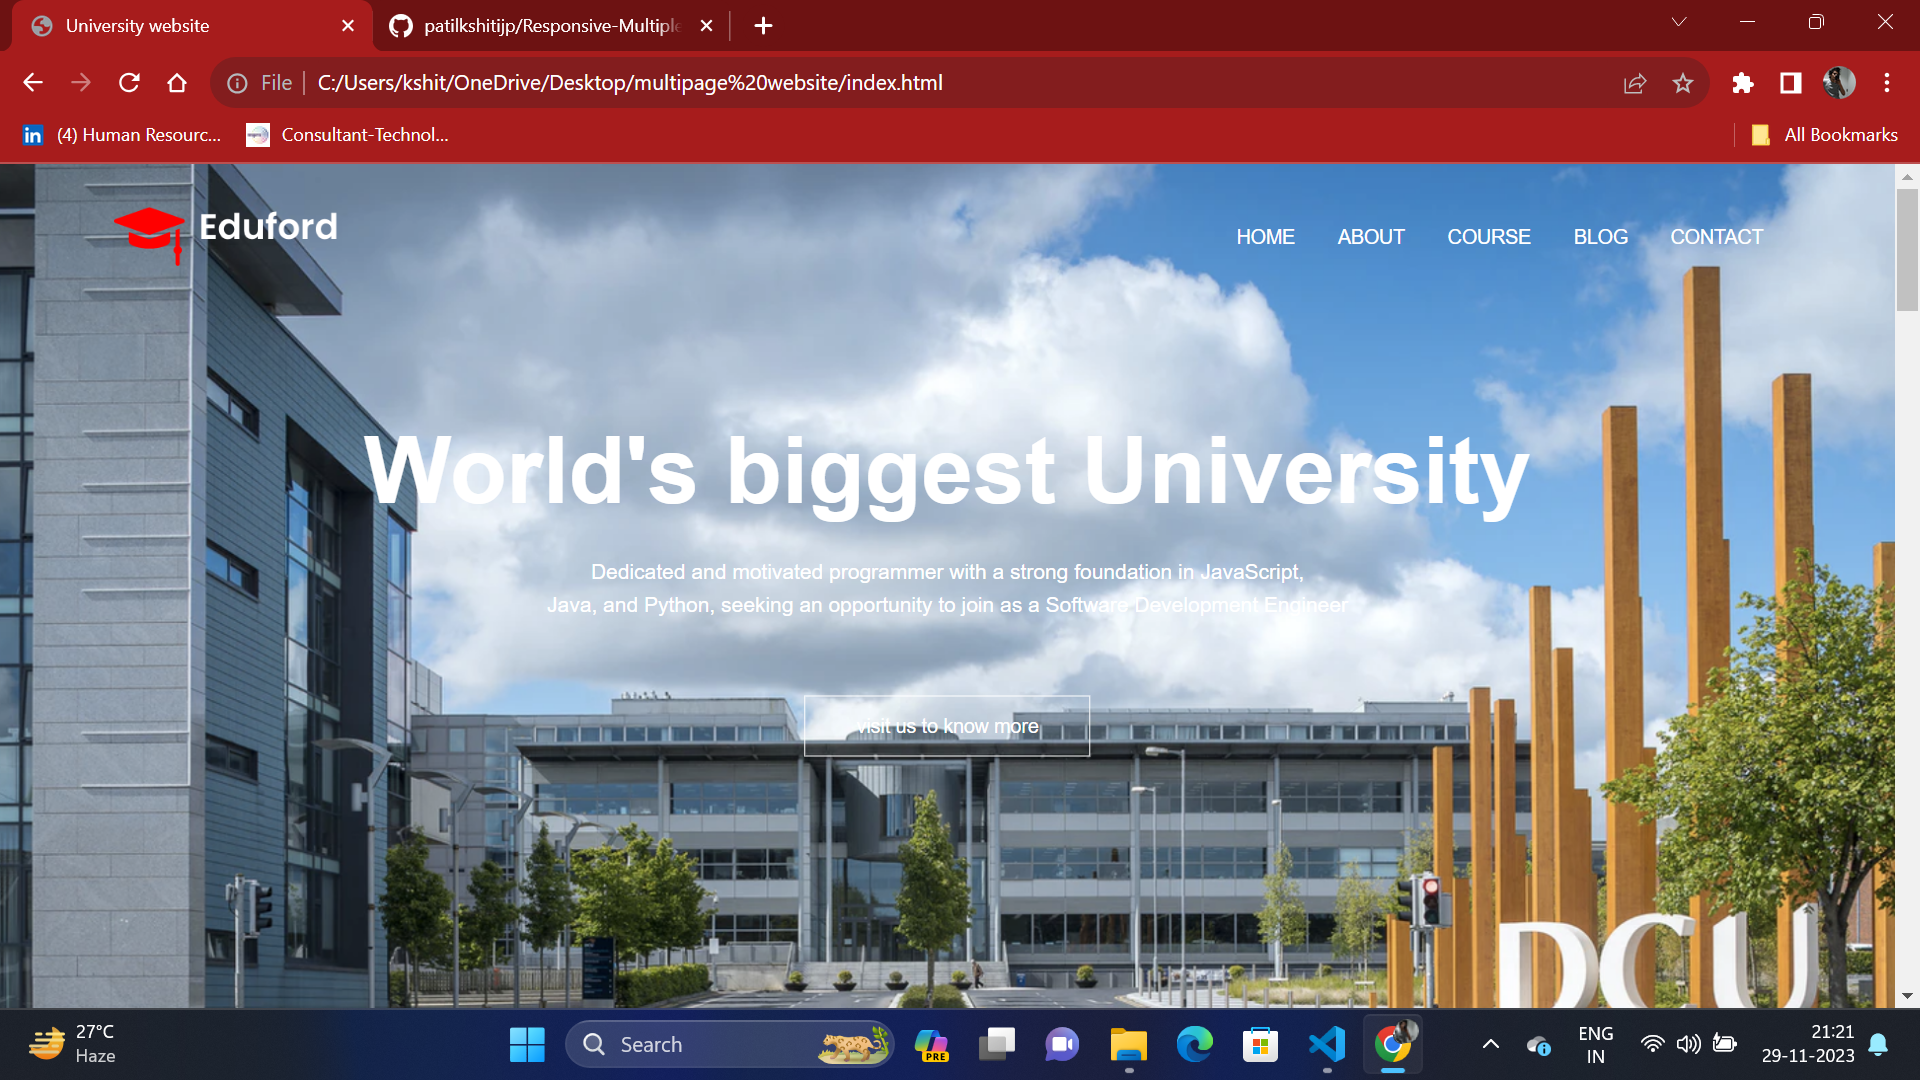 University website
patilkshitijp/Responsive-Multiple
File
C:/Users/kshit/OneDrive/Desktop/multipage%20website/index.html
(4) Human Resourc...
Consultant-Technol...
All Bookmarks
Eduford
HOME ABOUT COURSE BLOG CONTACT
World's biggest University
Dedicated and motivated programmer with a strong foundation in JavaScript,
Java, and Python, seeking an opportunity to join as a Software Development Engineer
visit us to know more
DCU
27°C
Haze
Search
PRE
ENG
IN
21:21
29-11-2023